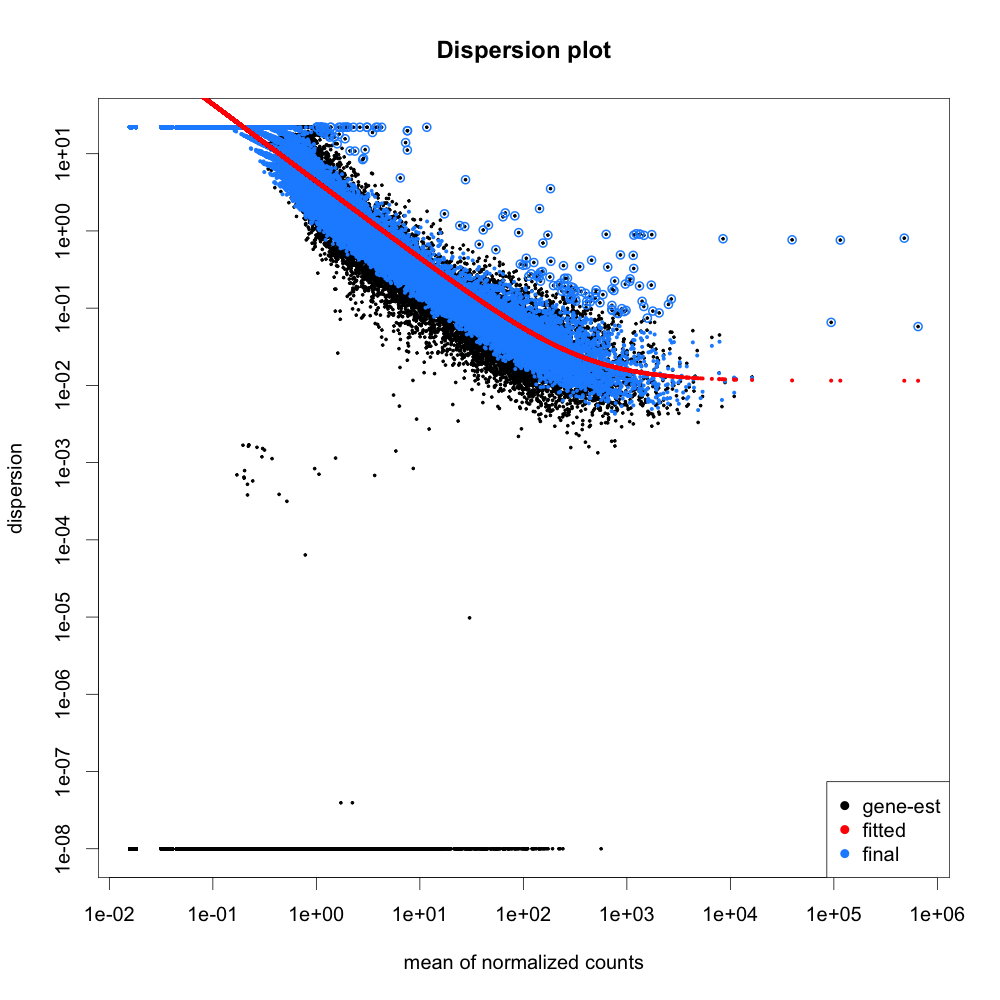 Dispersion plot
dispersion
1e+01
1e+00
1e-01
1e-02
1e-03
1e-04
1e-05
1e-06
1e-07
1e-08
gene-est
fitted
final
1e-02 1e-01 1e+00 1e+01 1e+02 1e+03 1e+04 1e+05 1e+06
mean of normalized counts